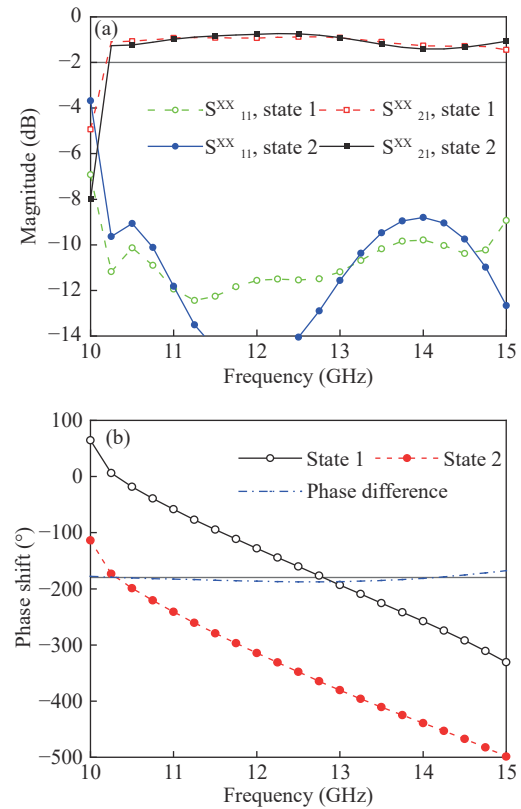 (a)
0
−2
−4
−6
−8
−10
−12
−14
Magnitude (dB)
S^XX_11, state 1
S^XX_21, state 1
S^XX_11, state 2
S^XX_21, state 2
10 11 12 13 14 15
Frequency (GHz)
(b)
100
0
−100
−200
−300
−400
−500
Phase shift (°)
State 1
State 2
Phase difference
10 11 12 13 14 15
Frequency (GHz)